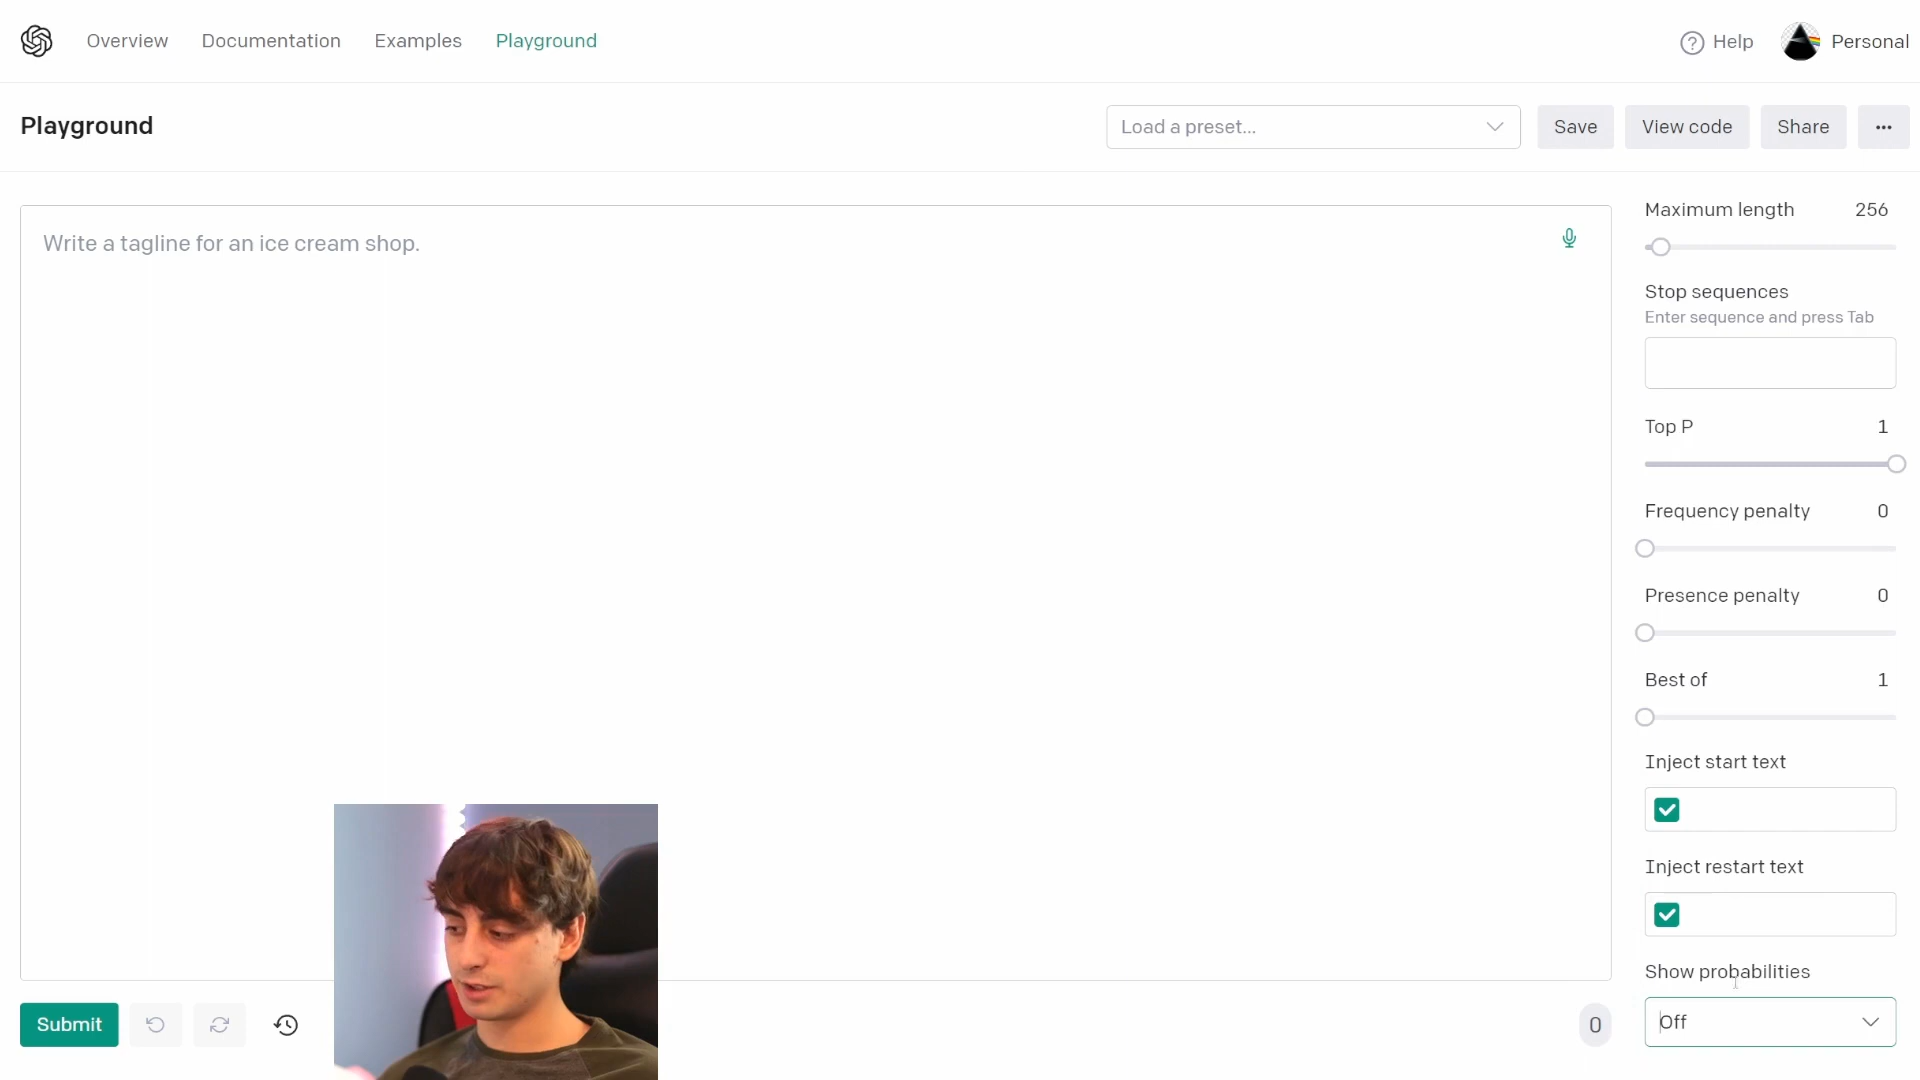 Overview Documentation Examples Playground Help Personal
Playground
Load a preset... Save View code Share ...
Write a tagline for an ice cream shop.
Maximum length 256
Stop sequences
Enter sequence and press Tab
Top P 1
Frequency penalty 0
Presence penalty 0
Best of 1
Inject start text
Inject restart text
Show probabilities
Off
Submit 0